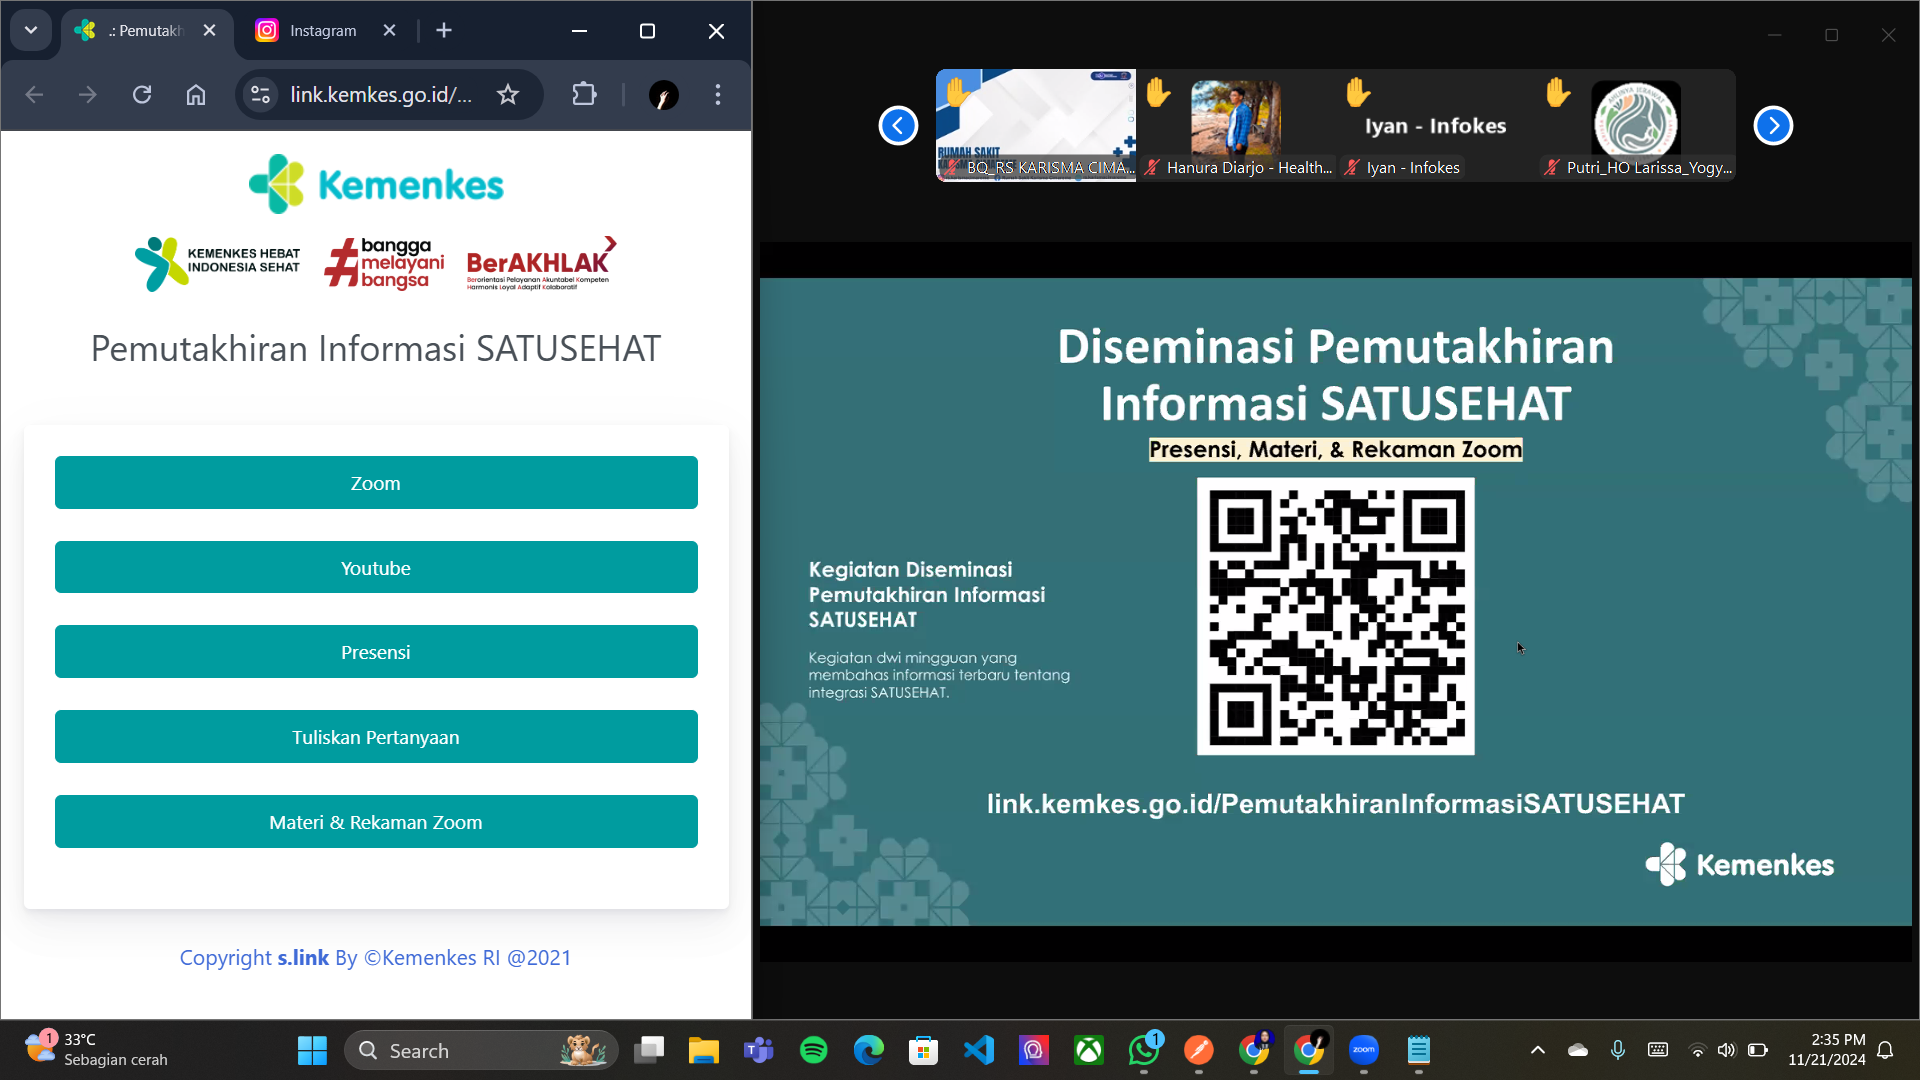 .: Pemutakh
Instagram
link.kemkes.go.id/...
Kemenkes
KEMENKES HEBAT
INDONESIA SEHAT
#bangga
melayani
bangsa
BerAKHLAK
Berorientasi Pelayanan Akuntabel Kompeten
Harmonis Loyal Adaptif Kolaboratif
Pemutakhiran Informasi SATUSEHAT
Zoom
Youtube
Presensi
Tuliskan Pertanyaan
Materi & Rekaman Zoom
Copyright s.link By ©Kemenkes RI @2021
RUMAH SAKIT
BQ_RS KARISMA CIMA...
Hanura Diarjo - Health...
Iyan - Infokes
Iyan - Infokes
Putri_HO Larissa_Yogy...
Diseminasi Pemutakhiran
Informasi SATUSEHAT
Presensi, Materi, & Rekaman Zoom
Kegiatan Diseminasi
Pemutakhiran Informasi
SATUSEHAT
Kegiatan dwi mingguan yang
membahas informasi terbaru tentang
integrasi SATUSEHAT.
link.kemkes.go.id/PemutakhiranInformasiSATUSEHAT
Kemenkes
1
33°C
Sebagian cerah
Search
1
zoom
2:35 PM
11/21/2024